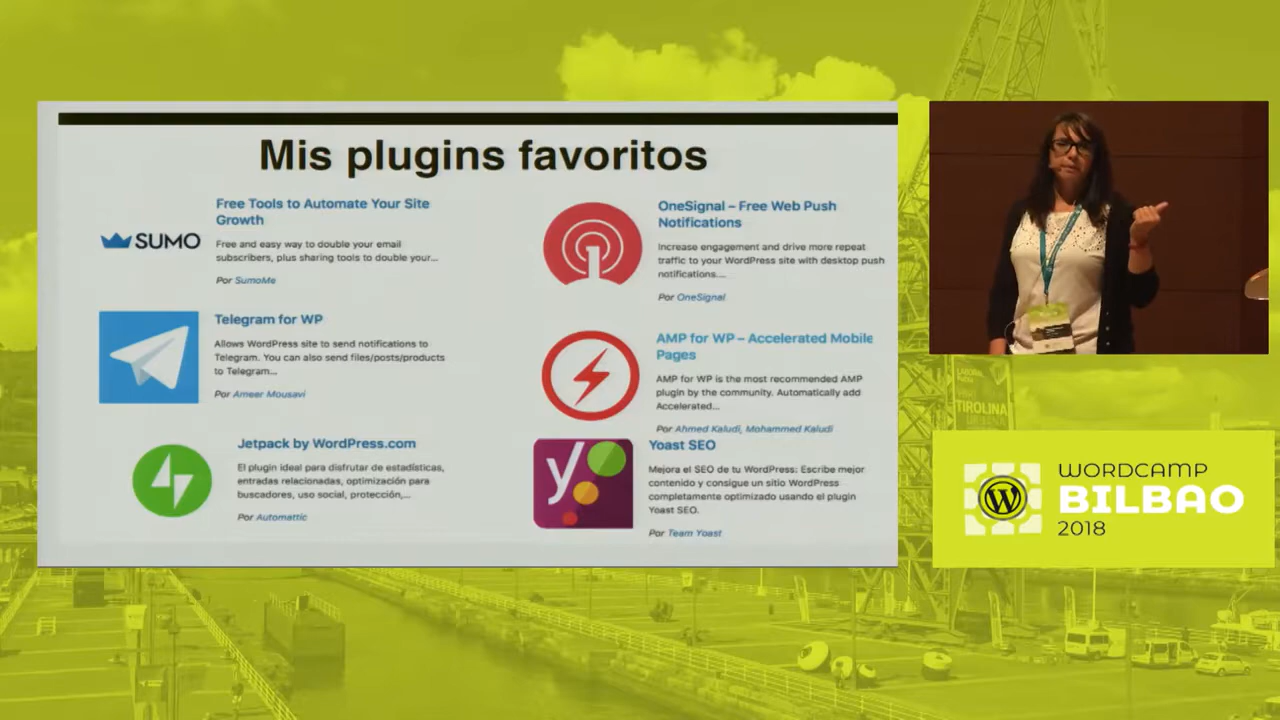 Mis plugins favoritos
SUMO
Free Tools to Automate Your Site
Growth
Free and easy way to double your email
subscribers, plus sharing tools to double your...
Por SumoMe
OneSignal – Free Web Push
Notifications
Increase engagement and drive more repeat
traffic to your WordPress site with desktop push
notifications....
Por OneSignal
Telegram for WP
Allows WordPress site to send notifications to
Telegram. You can also send files/posts/products
to Telegram...
Por Ameer Mousavi
AMP for WP – Accelerated Mobile
Pages
AMP for WP is the most recommended AMP
plugin by the community. Automatically add
Accelerated...
Por Ahmed Kaludi, Mohammed Kaludi
Jetpack by WordPress.com
El plugin ideal para disfrutar de estadísticas,
entradas relacionadas, optimización para
buscadores, uso social, protección,...
Por Automattic
y
Yoast SEO
Mejora el SEO de tu WordPress: Escribe mejor
contenido y consigue un sitio WordPress
completamente optimizado usando el plugin
Yoast SEO.
Por Team Yoast
TIROLINA
W
WORDCAMP
BILBAO
2018